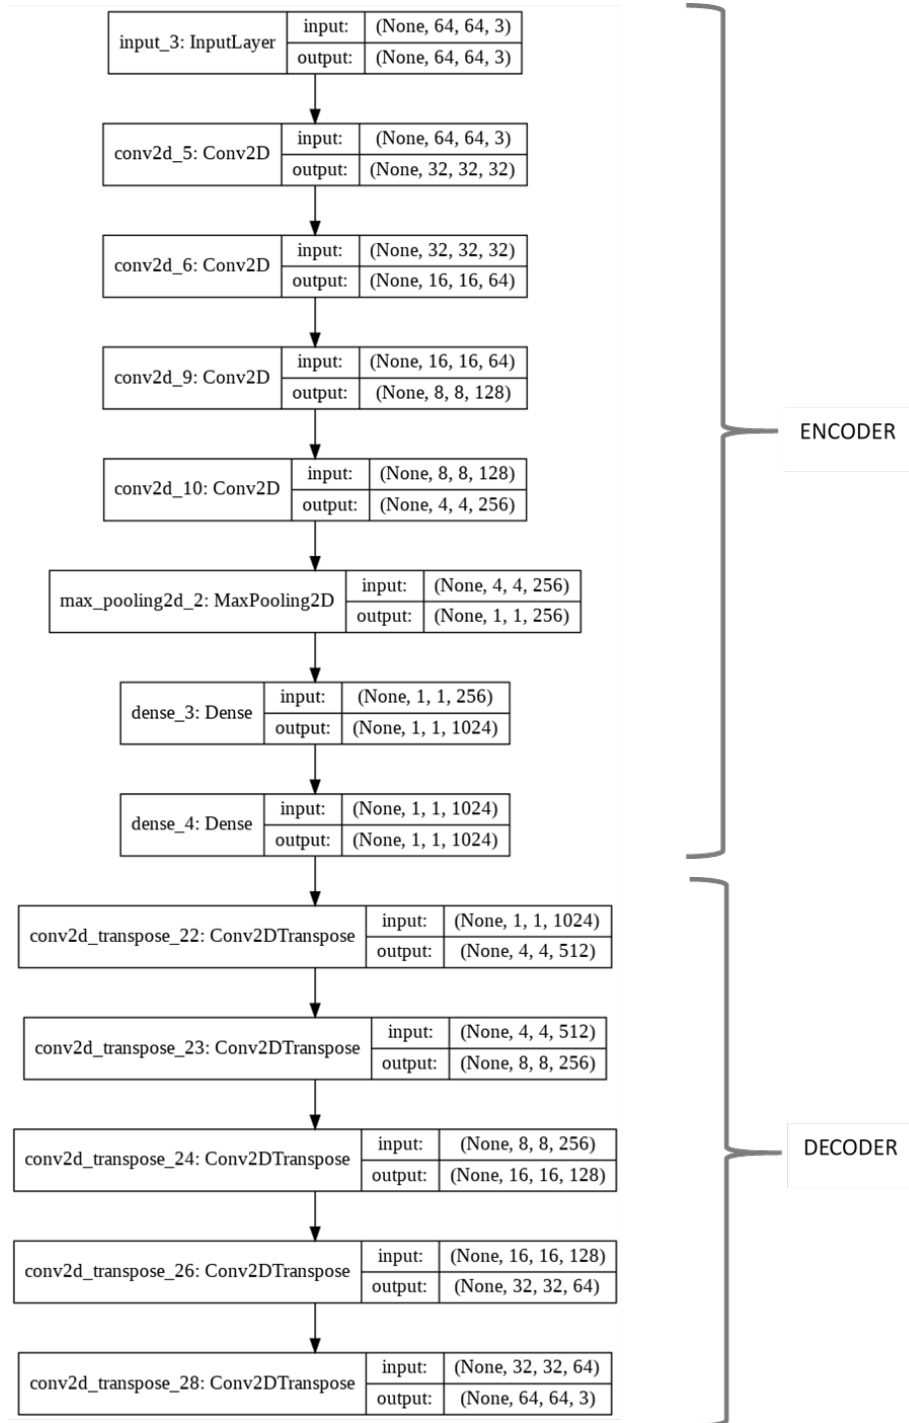 input_3: InputLayer
input: (None, 64, 64, 3)
output: (None, 64, 64, 3)
conv2d_5: Conv2D
input: (None, 64, 64, 3)
output: (None, 32, 32, 32)
conv2d_6: Conv2D
input: (None, 32, 32, 32)
output: (None, 16, 16, 64)
conv2d_9: Conv2D
input: (None, 16, 16, 64)
output: (None, 8, 8, 128)
ENCODER
conv2d_10: Conv2D
input: (None, 8, 8, 128)
output: (None, 4, 4, 256)
max_pooling2d_2: MaxPooling2D
input: (None, 4, 4, 256)
output: (None, 1, 1, 256)
dense_3: Dense
input: (None, 1, 1, 256)
output: (None, 1, 1, 1024)
dense_4: Dense
input: (None, 1, 1, 1024)
output: (None, 1, 1, 1024)
conv2d_transpose_22: Conv2DTranspose
input: (None, 1, 1, 1024)
output: (None, 4, 4, 512)
conv2d_transpose_23: Conv2DTranspose
input: (None, 4, 4, 512)
output: (None, 8, 8, 256)
conv2d_transpose_24: Conv2DTranspose
input: (None, 8, 8, 256)
output: (None, 16, 16, 128)
DECODER
conv2d_transpose_26: Conv2DTranspose
input: (None, 16, 16, 128)
output: (None, 32, 32, 64)
conv2d_transpose_28: Conv2DTranspose
input: (None, 32, 32, 64)
output: (None, 64, 64, 3)